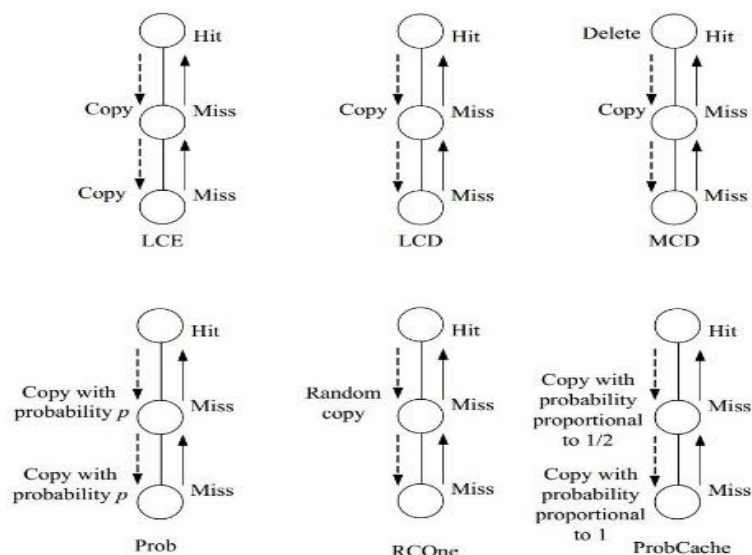 Hit
Copy
Miss
Copy
Miss
LCE
Hit
Copy
Miss
Miss
LCD
Delete
Hit
Copy
Miss
Miss
MCD
Hit
Copy with
probability p
Miss
Copy with
probability p
Miss
Prob
Hit
Random
copy
Miss
Miss
RCOne
Hit
Copy with
probability
proportional
to 1/2
Miss
Copy with
probability
proportional
to 1
Miss
ProbCache